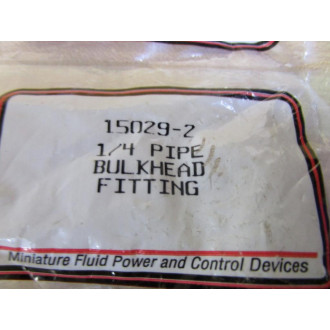 15029-2
1/4 PIPE
BULKHEAD
FITTING
Miniature Fluid Power and Control Devices